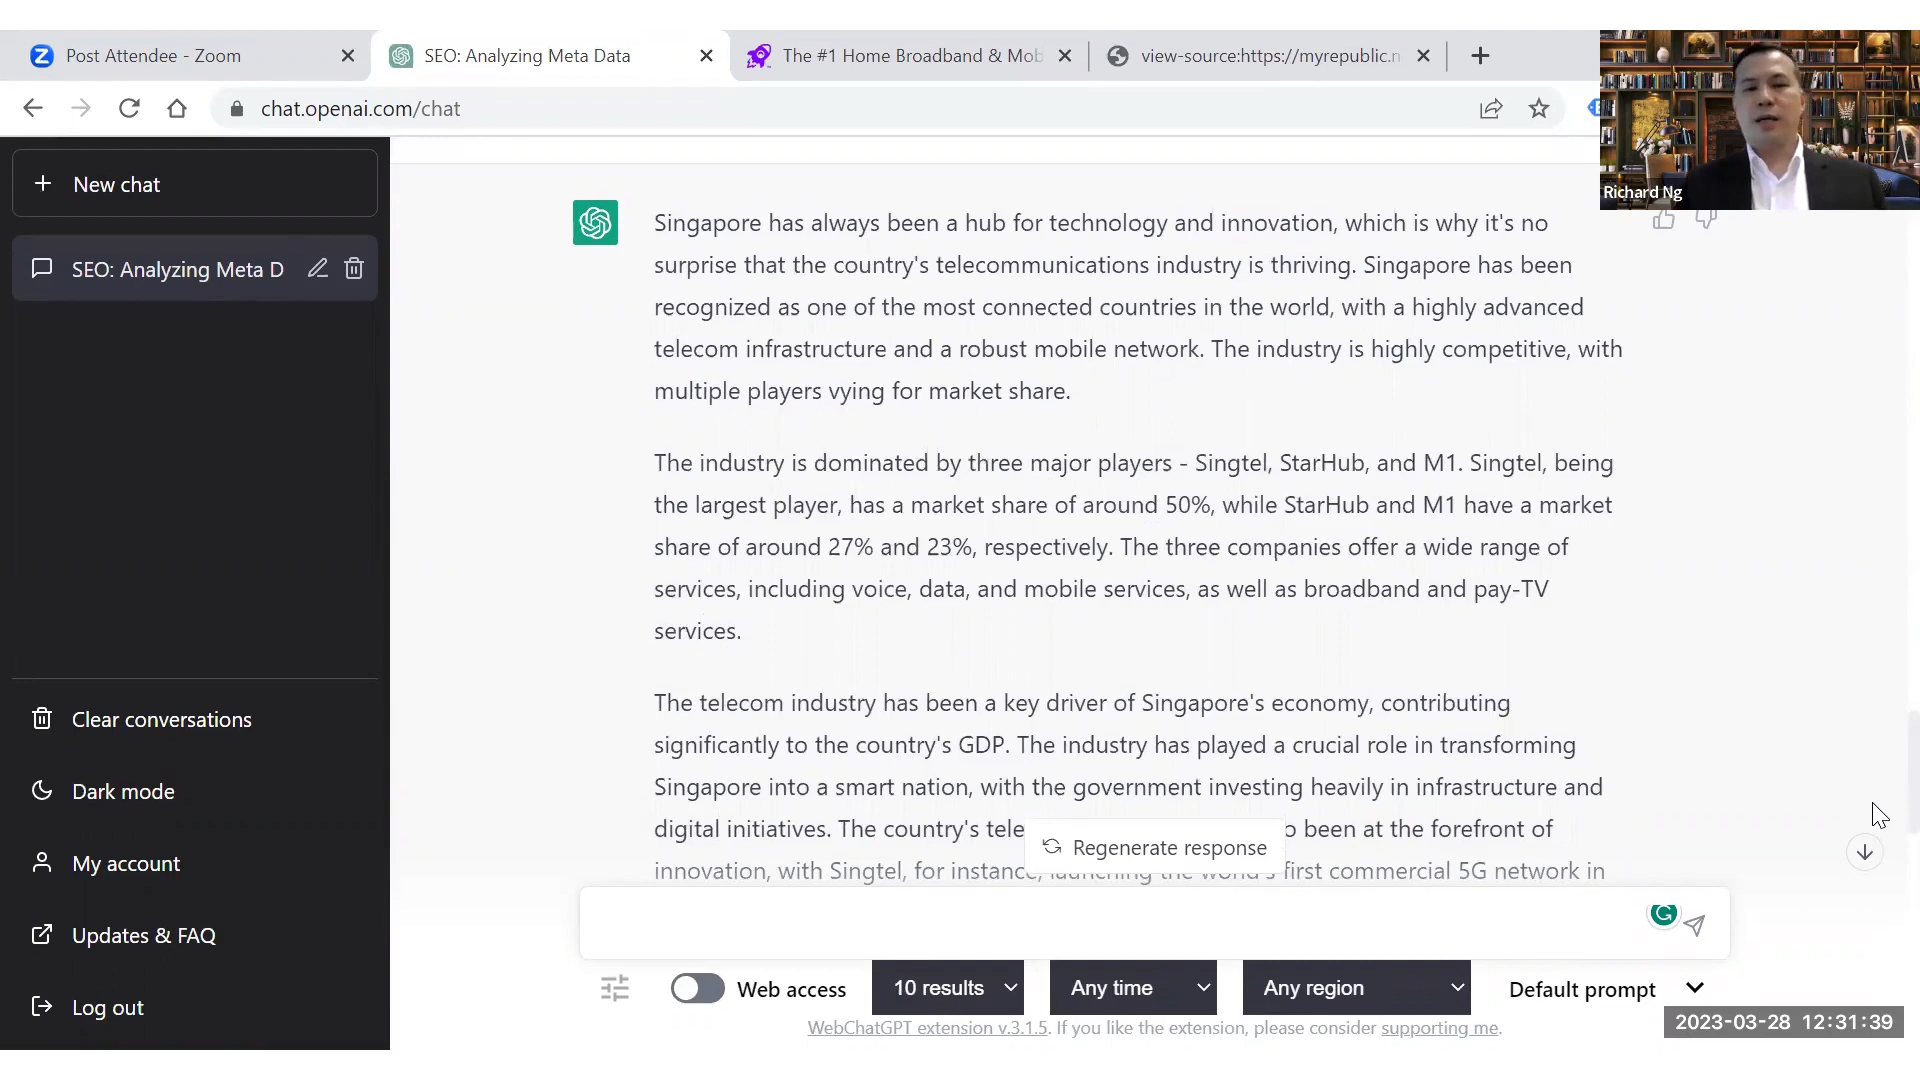 Post Attendee - Zoom
SEO: Analyzing Meta Data
The #1 Home Broadband & Mob
view-source:https://myrepublic.n
chat.openai.com/chat
Richard Ng
New chat
SEO: Analyzing Meta D
Clear conversations
Dark mode
My account
Updates & FAQ
Log out
Singapore has always been a hub for technology and innovation, which is why it's no
surprise that the country's telecommunications industry is thriving. Singapore has been
recognized as one of the most connected countries in the world, with a highly advanced
telecom infrastructure and a robust mobile network. The industry is highly competitive, with
multiple players vying for market share.
The industry is dominated by three major players - Singtel, StarHub, and M1. Singtel, being
the largest player, has a market share of around 50%, while StarHub and M1 have a market
share of around 27% and 23%, respectively. The three companies offer a wide range of
services, including voice, data, and mobile services, as well as broadband and pay-TV
services.
The telecom industry has been a key driver of Singapore's economy, contributing
significantly to the country's GDP. The industry has played a crucial role in transforming
Singapore into a smart nation, with the government investing heavily in infrastructure and
digital initiatives. The country's tele o been at the forefront of
innovation, with Singtel, for instance, launching the world's first commercial 5G network in
Regenerate response
Web access
10 results
Any time
Any region
Default prompt
WebChatGPT extension v.3.1.5. If you like the extension, please consider supporting me.
2023-03-28 12:31:39